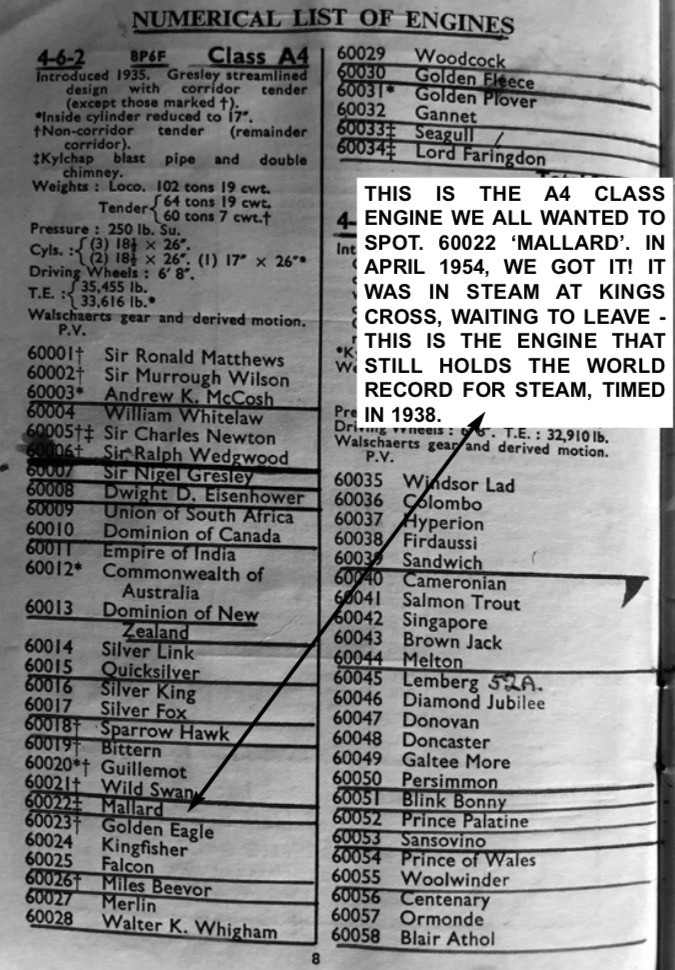 NUMERICAL LIST OF ENGINES
4-6-2 8P6F Class A4
Introduced 1935. Gresley streamlined
design with corridor tender
(except those marked †).
*Inside cylinder reduced to 17″.
†Non-corridor tender (remainder
corridor).
‡Kylchap blast pipe and double
chimney.
Weights : Loco. 102 tons 19 cwt.
Tender { 64 tons 19 cwt.
60 tons 7 cwt.†
Pressure : 250 lb. Su.
Cyls. : { (3) 18½ × 26″.
(2) 18½ × 26″. (1) 17″ × 26″*
Driving Wheels : 6′ 8″.
T.E. : { 35,455 lb.
33,616 lb.*
Walschaerts gear and derived motion.
P.V.
60001† Sir Ronald Matthews
60002† Sir Murrough Wilson
60003* Andrew K. McCosh
60004 William Whitelaw
60005†‡ Sir Charles Newton
60006† Sir Ralph Wedgwood
60007 Sir Nigel Gresley
60008 Dwight D. Eisenhower
60009 Union of South Africa
60010 Dominion of Canada
60011 Empire of India
60012* Commonwealth of
Australia
60013 Dominion of New
Zealand
60014 Silver Link
60015 Quicksilver
60016 Silver King
60017 Silver Fox
60018† Sparrow Hawk
60019† Bittern
60020*† Guillemot
60021† Wild Swan
60022‡ Mallard
60023† Golden Eagle
60024 Kingfisher
60025 Falcon
60026† Miles Beevor
60027 Merlin
60028 Walter K. Whigham
60029 Woodcock
60030 Golden Fleece
60031* Golden Plover
60032 Gannet
60033‡ Seagull
60034‡ Lord Faringdon
THIS IS THE A4 CLASS
ENGINE WE ALL WANTED TO
SPOT. 60022 ‘MALLARD’. IN
APRIL 1954, WE GOT IT! IT
WAS IN STEAM AT KINGS
CROSS, WAITING TO LEAVE -
THIS IS THE ENGINE THAT
STILL HOLDS THE WORLD
RECORD FOR STEAM, TIMED
IN 1938.
Driving Wheels : 6′ 8″. T.E. : 32,910 lb.
Walschaerts gear and derived motion.
P.V.
60035 Windsor Lad
60036 Colombo
60037 Hyperion
60038 Firdaussi
60039 Sandwich
60040 Cameronian
60041 Salmon Trout
60042 Singapore
60043 Brown Jack
60044 Melton
60045 Lemberg 52A.
60046 Diamond Jubilee
60047 Donovan
60048 Doncaster
60049 Galtee More
60050 Persimmon
60051 Blink Bonny
60052 Prince Palatine
60053 Sansovino
60054 Prince of Wales
60055 Woolwinder
60056 Centenary
60057 Ormonde
60058 Blair Athol
8